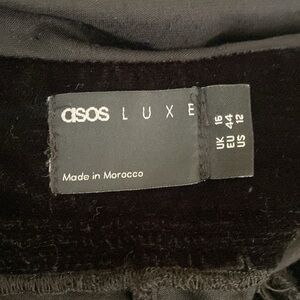 asos LUXE
Made in Morocco
UK 16
EU 44
US 12